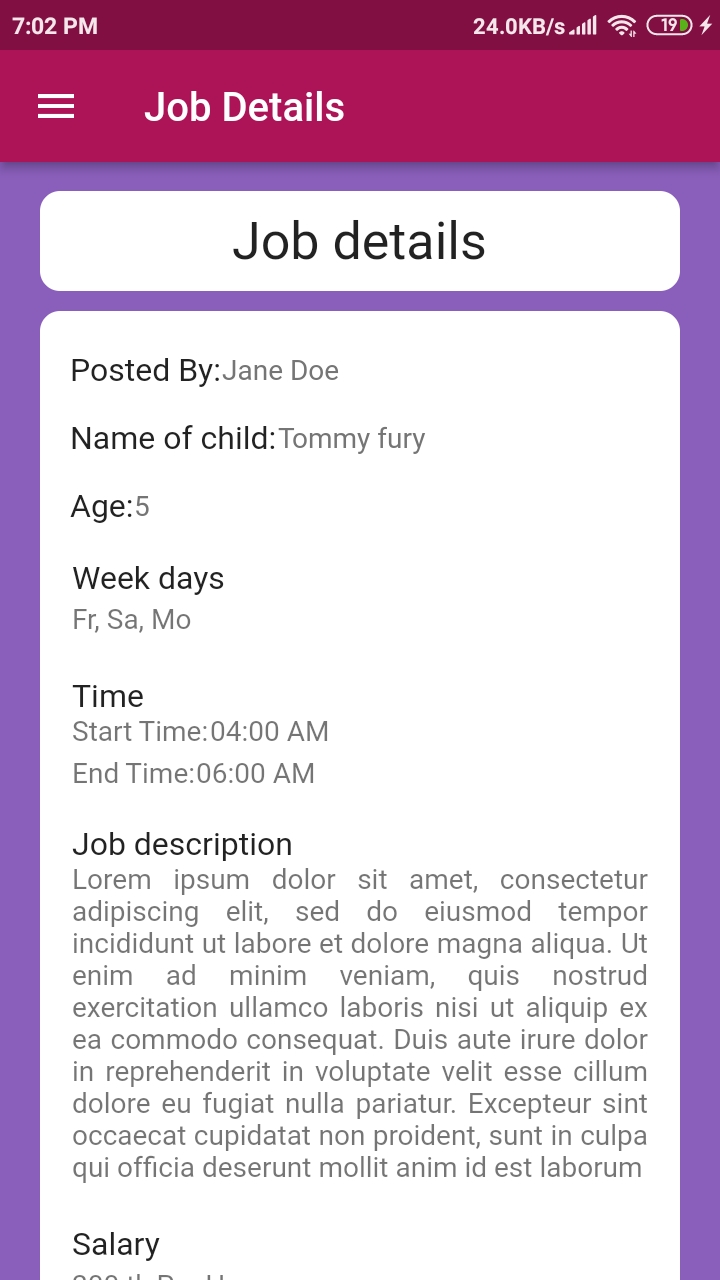 7:02 PM 24.0KB/s 19
Job Details
Job details
Posted By:Jane Doe
Name of child:Tommy fury
Age:5
Week days
Fr, Sa, Mo
Time
Start Time:04:00 AM
End Time:06:00 AM
Job description
Lorem ipsum dolor sit amet, consectetur
adipiscing elit, sed do eiusmod tempor
incididunt ut labore et dolore magna aliqua. Ut
enim ad minim veniam, quis nostrud
exercitation ullamco laboris nisi ut aliquip ex
ea commodo consequat. Duis aute irure dolor
in reprehenderit in voluptate velit esse cillum
dolore eu fugiat nulla pariatur. Excepteur sint
occaecat cupidatat non proident, sunt in culpa
qui officia deserunt mollit anim id est laborum
Salary